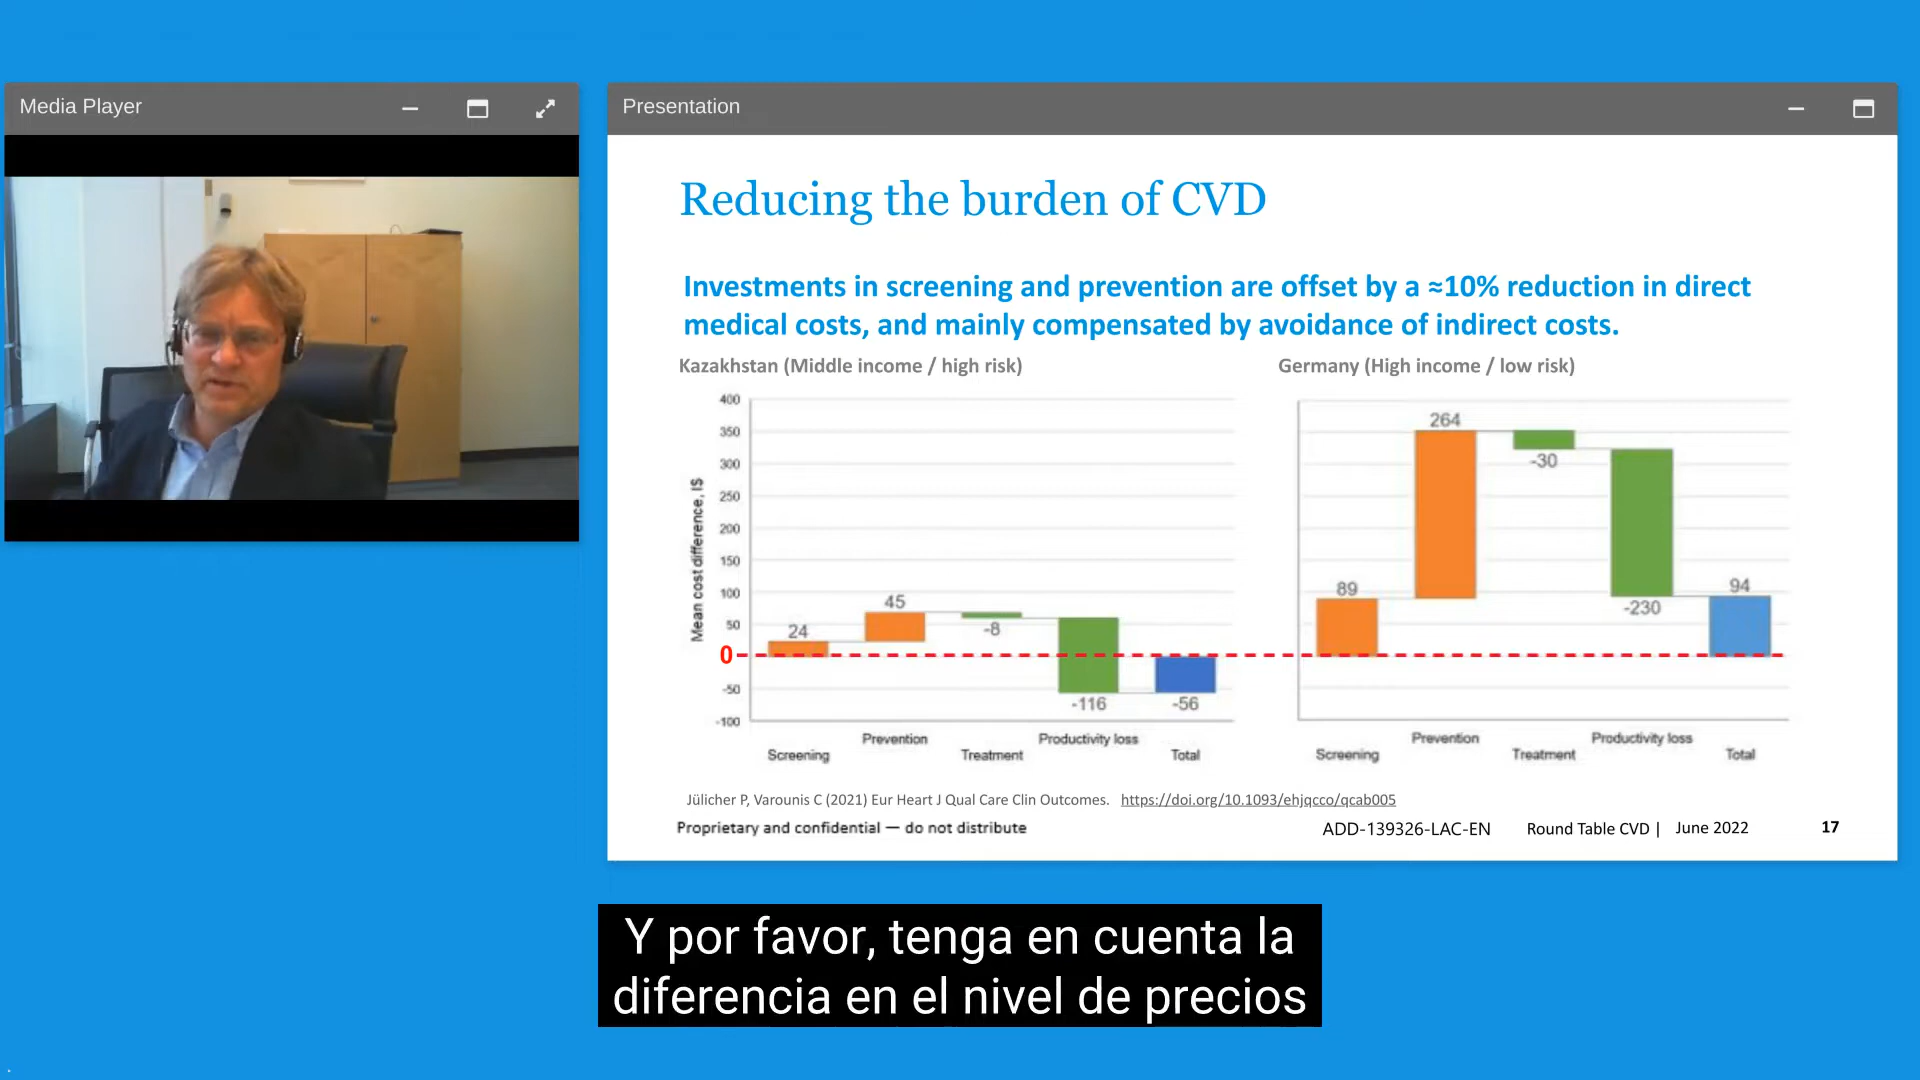 Media Player
Presentation
Reducing the burden of CVD
Investments in screening and prevention are offset by a ≈10% reduction in direct
medical costs, and mainly compensated by avoidance of indirect costs.
Kazakhstan (Middle income / high risk)
Germany (High income / low risk)
Mean cost difference, I$
400
350
300
250
200
150
100
50
0
-50
-100
24
45
-8
-116
-56
Screening
Prevention
Treatment
Productivity loss
Total
89
264
-30
-230
94
Screening
Prevention
Treatment
Productivity loss
Total
Jülicher P, Varounis C (2021) Eur Heart J Qual Care Clin Outcomes. https://doi.org/10.1093/ehjqcco/qcab005
Proprietary and confidential — do not distribute
ADD-139326-LAC-EN
Round Table CVD | June 2022
17
Y por favor, tenga en cuenta la
diferencia en el nivel de precios